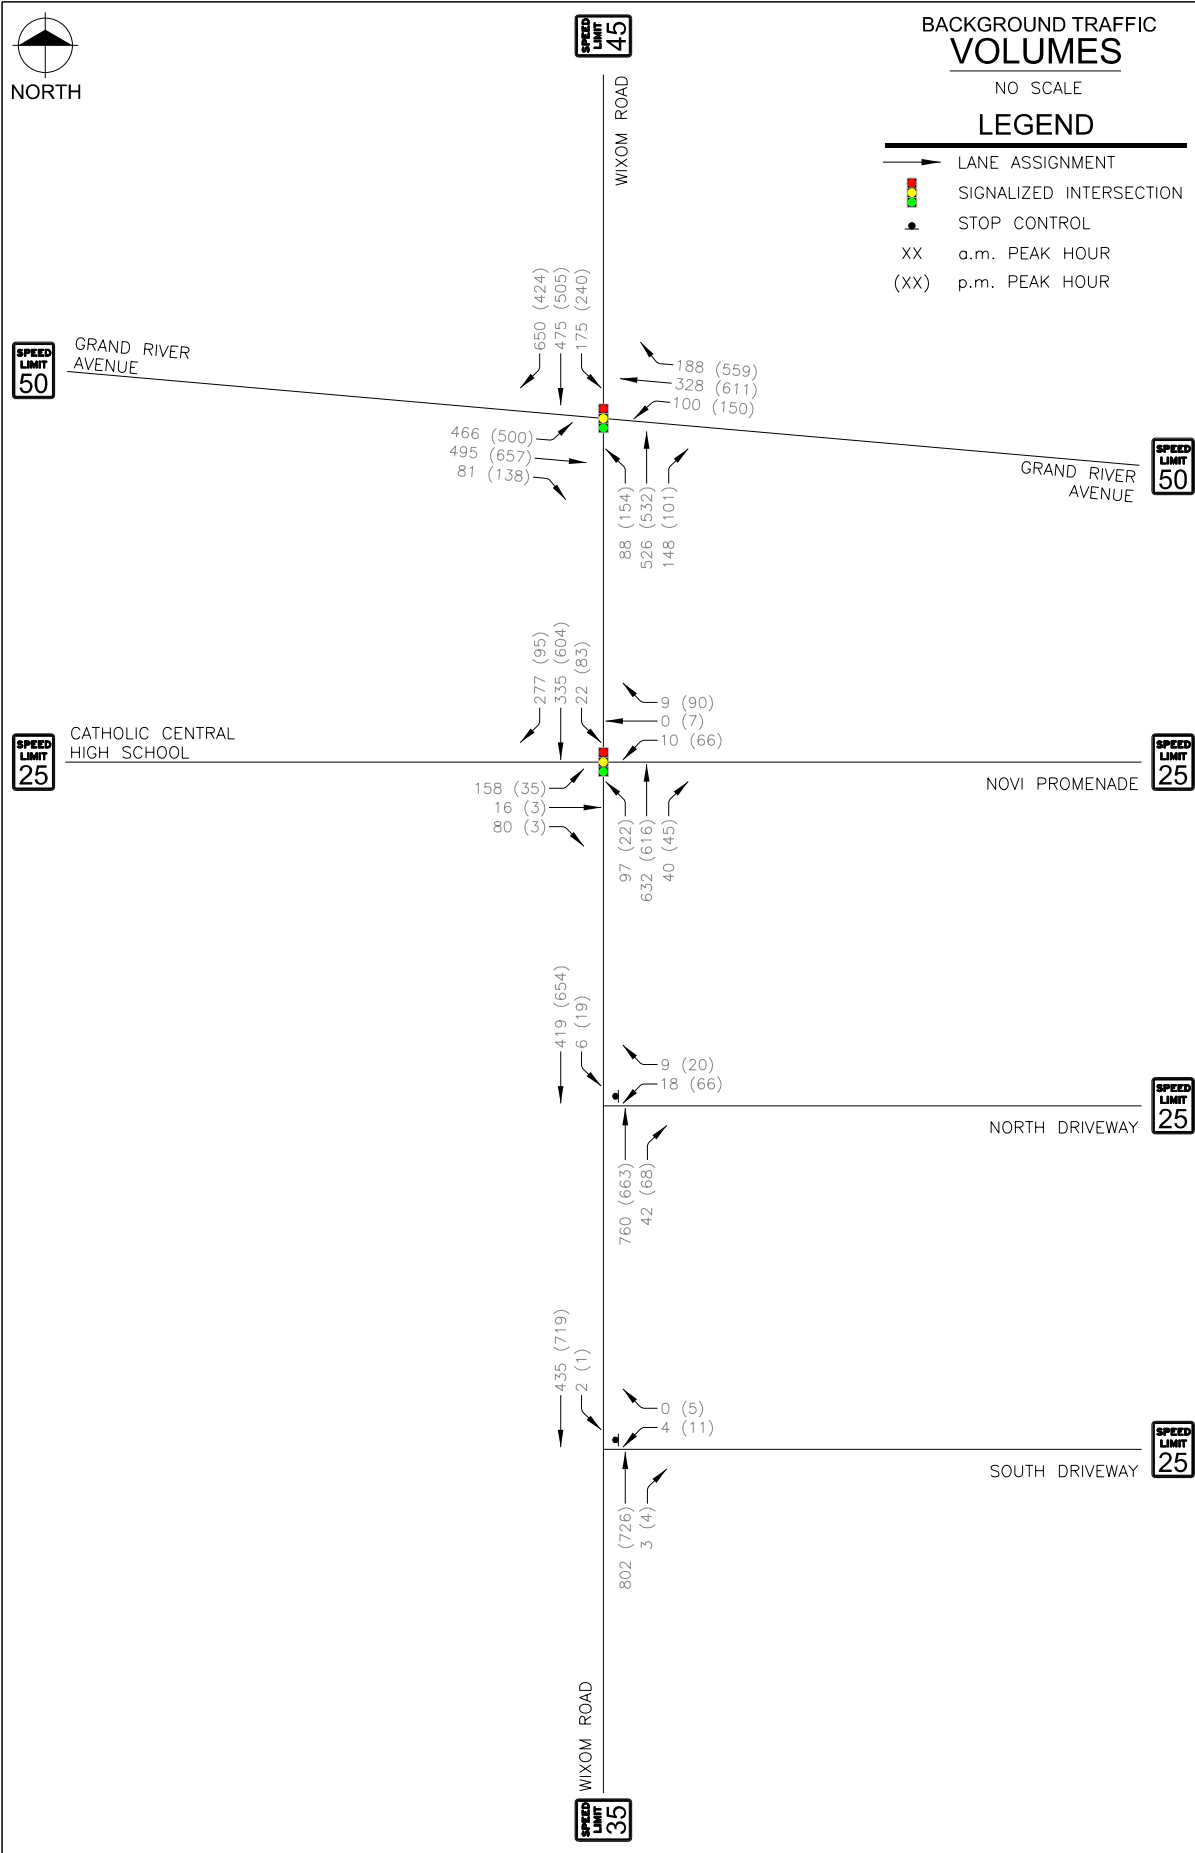 NORTH
SPEED
LIMIT
45
WIXOM ROAD
BACKGROUND TRAFFIC
VOLUMES
NO SCALE
LEGEND
LANE ASSIGNMENT
SIGNALIZED INTERSECTION
STOP CONTROL
XX a.m. PEAK HOUR
(XX) p.m. PEAK HOUR
650 (424)
475 (505)
175 (240)
SPEED
LIMIT
50
GRAND RIVER
AVENUE
188 (559)
328 (611)
100 (150)
466 (500)
495 (657)
81 (138)
88 (154)
526 (532)
148 (101)
GRAND RIVER
AVENUE
SPEED
LIMIT
50
277 (95)
335 (604)
22 (83)
9 (90)
0 (7)
10 (66)
SPEED
LIMIT
25
CATHOLIC CENTRAL
HIGH SCHOOL
158 (35)
16 (3)
80 (3)
97 (22)
632 (616)
40 (45)
NOVI PROMENADE
SPEED
LIMIT
25
419 (654)
6 (19)
9 (20)
18 (66)
760 (663)
42 (68)
NORTH DRIVEWAY
SPEED
LIMIT
25
435 (719)
2 (1)
0 (5)
4 (11)
802 (726)
3 (4)
SOUTH DRIVEWAY
SPEED
LIMIT
25
WIXOM ROAD
SPEED
LIMIT
35